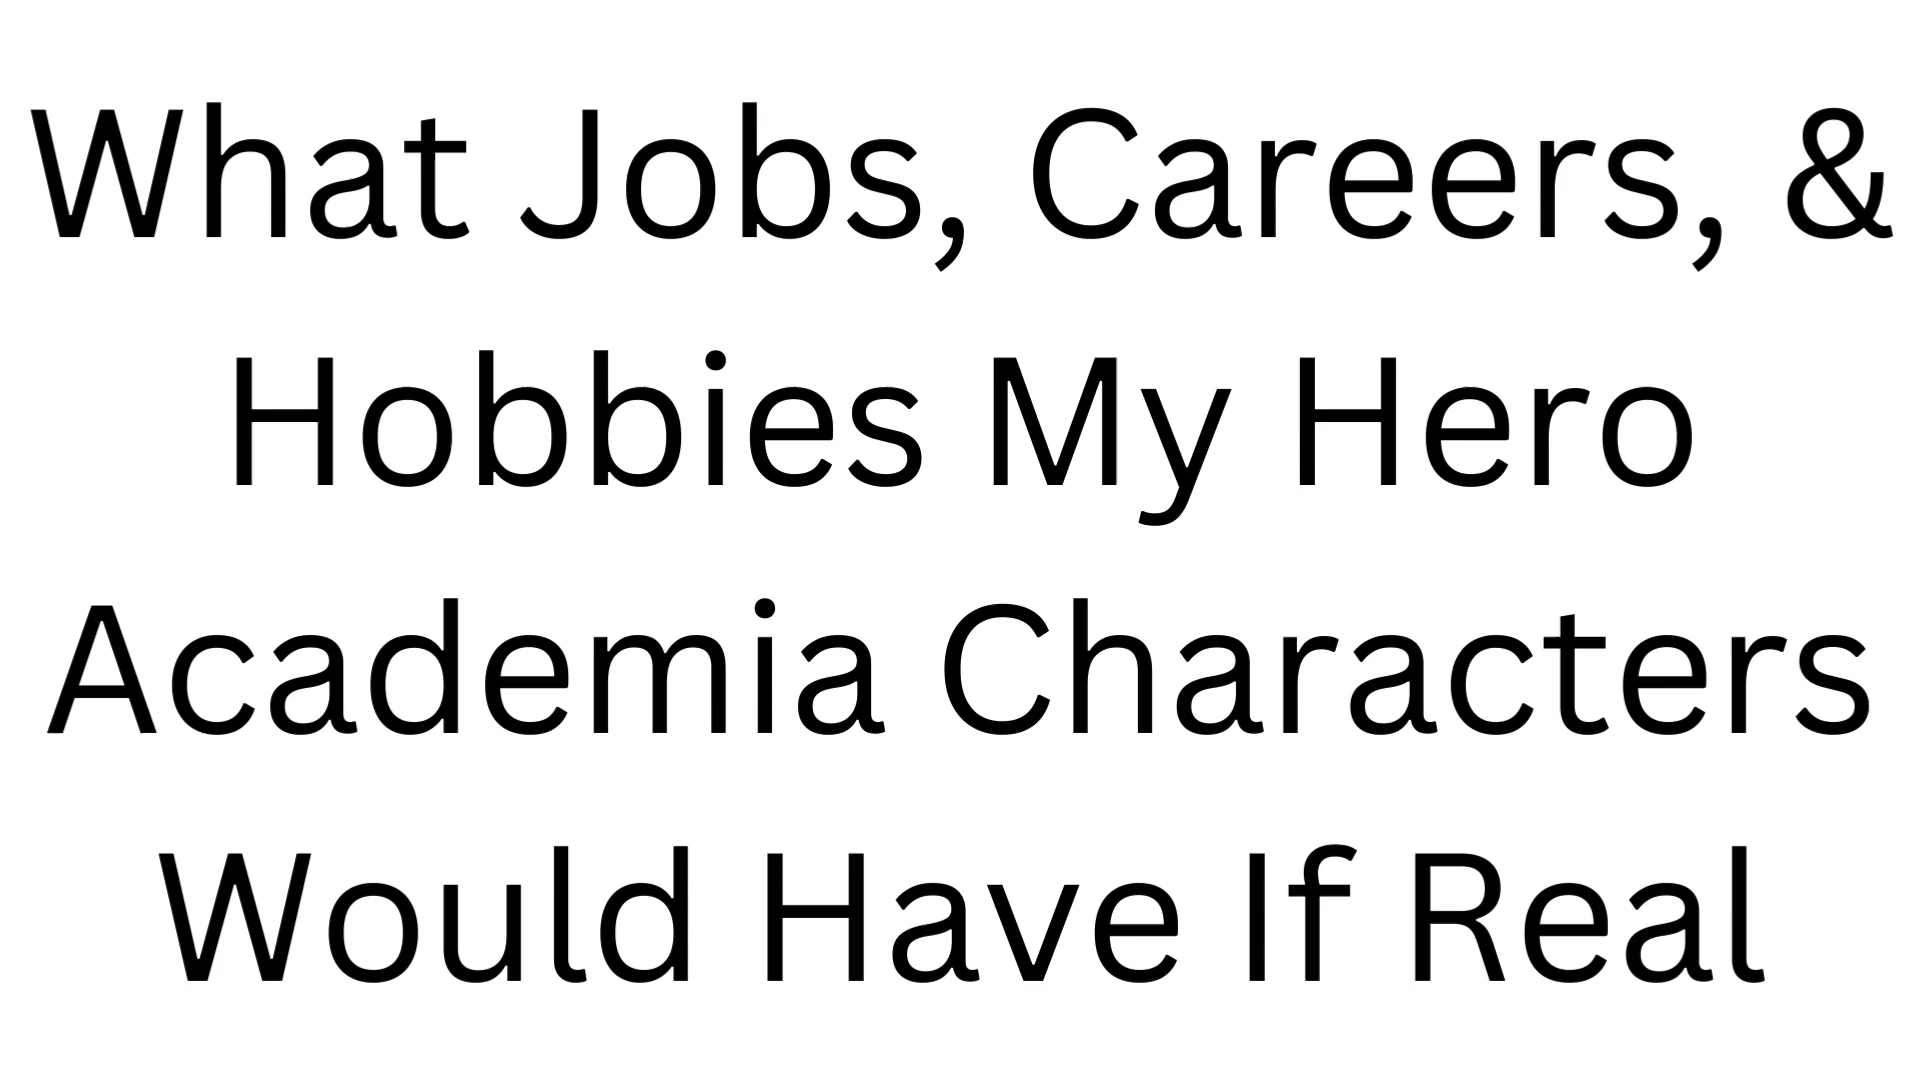 What Jobs, Careers, &
Hobbies My Hero
Academia Characters
Would Have If Real